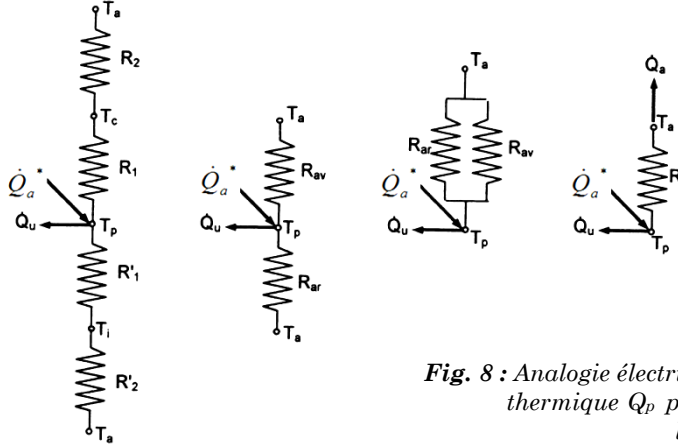 Ta
R2
Tc
R1
Q̇a*
Q̇u
Tp
R'1
Ti
R'2
Ta
Ta
Rav
Q̇a*
Q̇u
Tp
Rar
Ta
Ta
Rar
Rav
Q̇a*
Q̇u
Tp
Q̇a
Ta
R
Q̇a*
Q̇u
Tp
Fig. 8 : Analogie électri
thermique Qp p